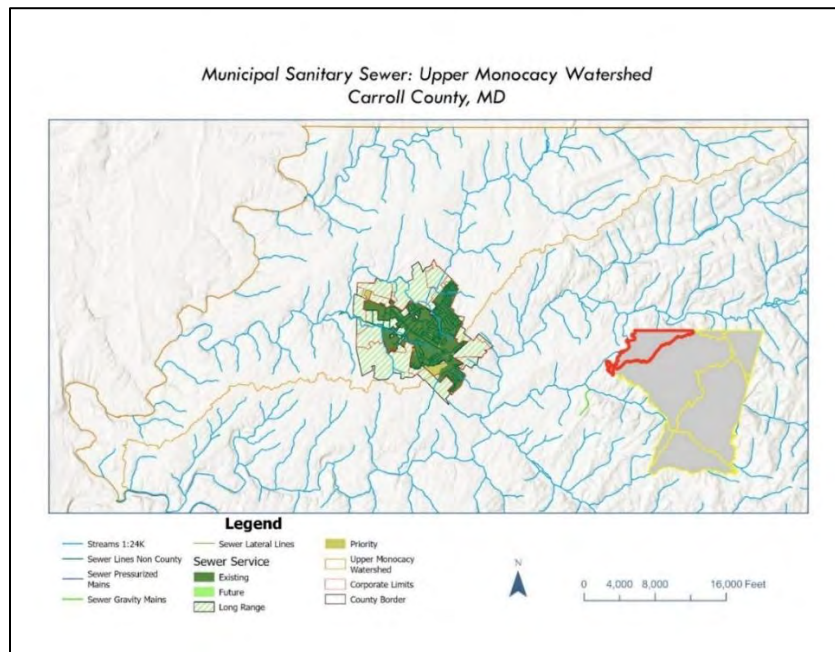 Municipal Sanitary Sewer: Upper Monocacy Watershed
Carroll County, MD
Legend
Streams 1:24K
Sewer Lines Non County
Sewer Pressurized
Mains
Sewer Gravity Mains
Sewer Lateral Lines
Sewer Service
Existing
Future
Long Range
Priority
Upper Monocacy
Watershed
Corporate Limits
County Border
N
0 4,000 8,000 16,000 Feet